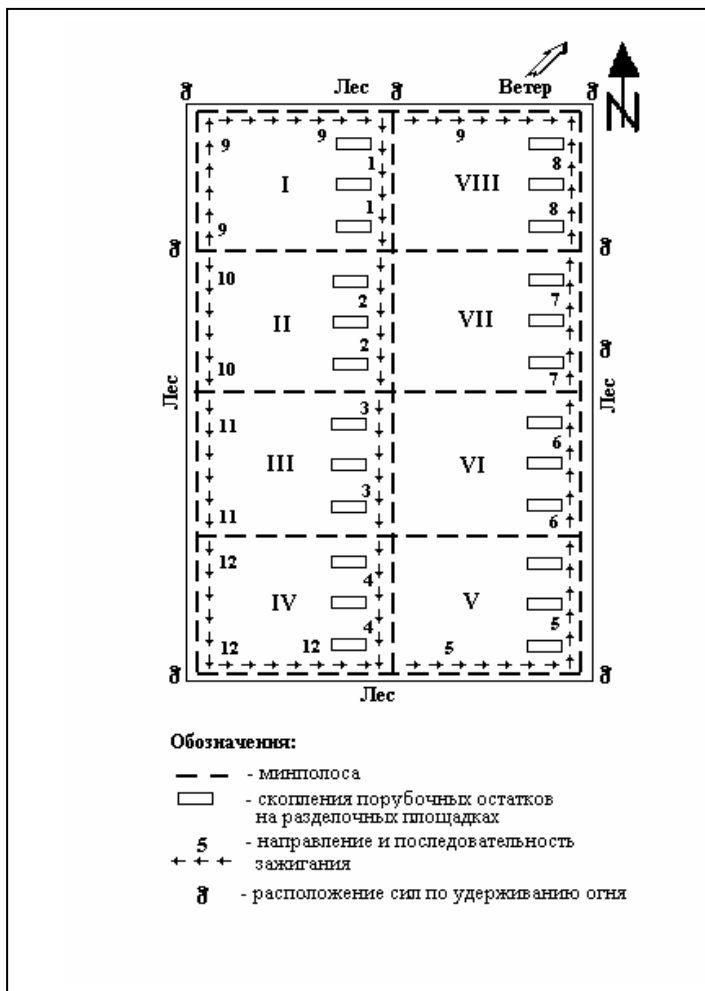 Лес Ветер N
9 9 9
1 8
I VIII
1 8
9
10
2 7
II VII
2
10 7
Лес Лес
11 3
6
III VI
3
11 6
12
4
IV V
4 5
12 12 5
Лес
Обозначения:
- минполоса
- скопления порубочных остатков
на разделочных площадках
5 - направление и последовательность
зажигания
- расположение сил по удерживанию огня